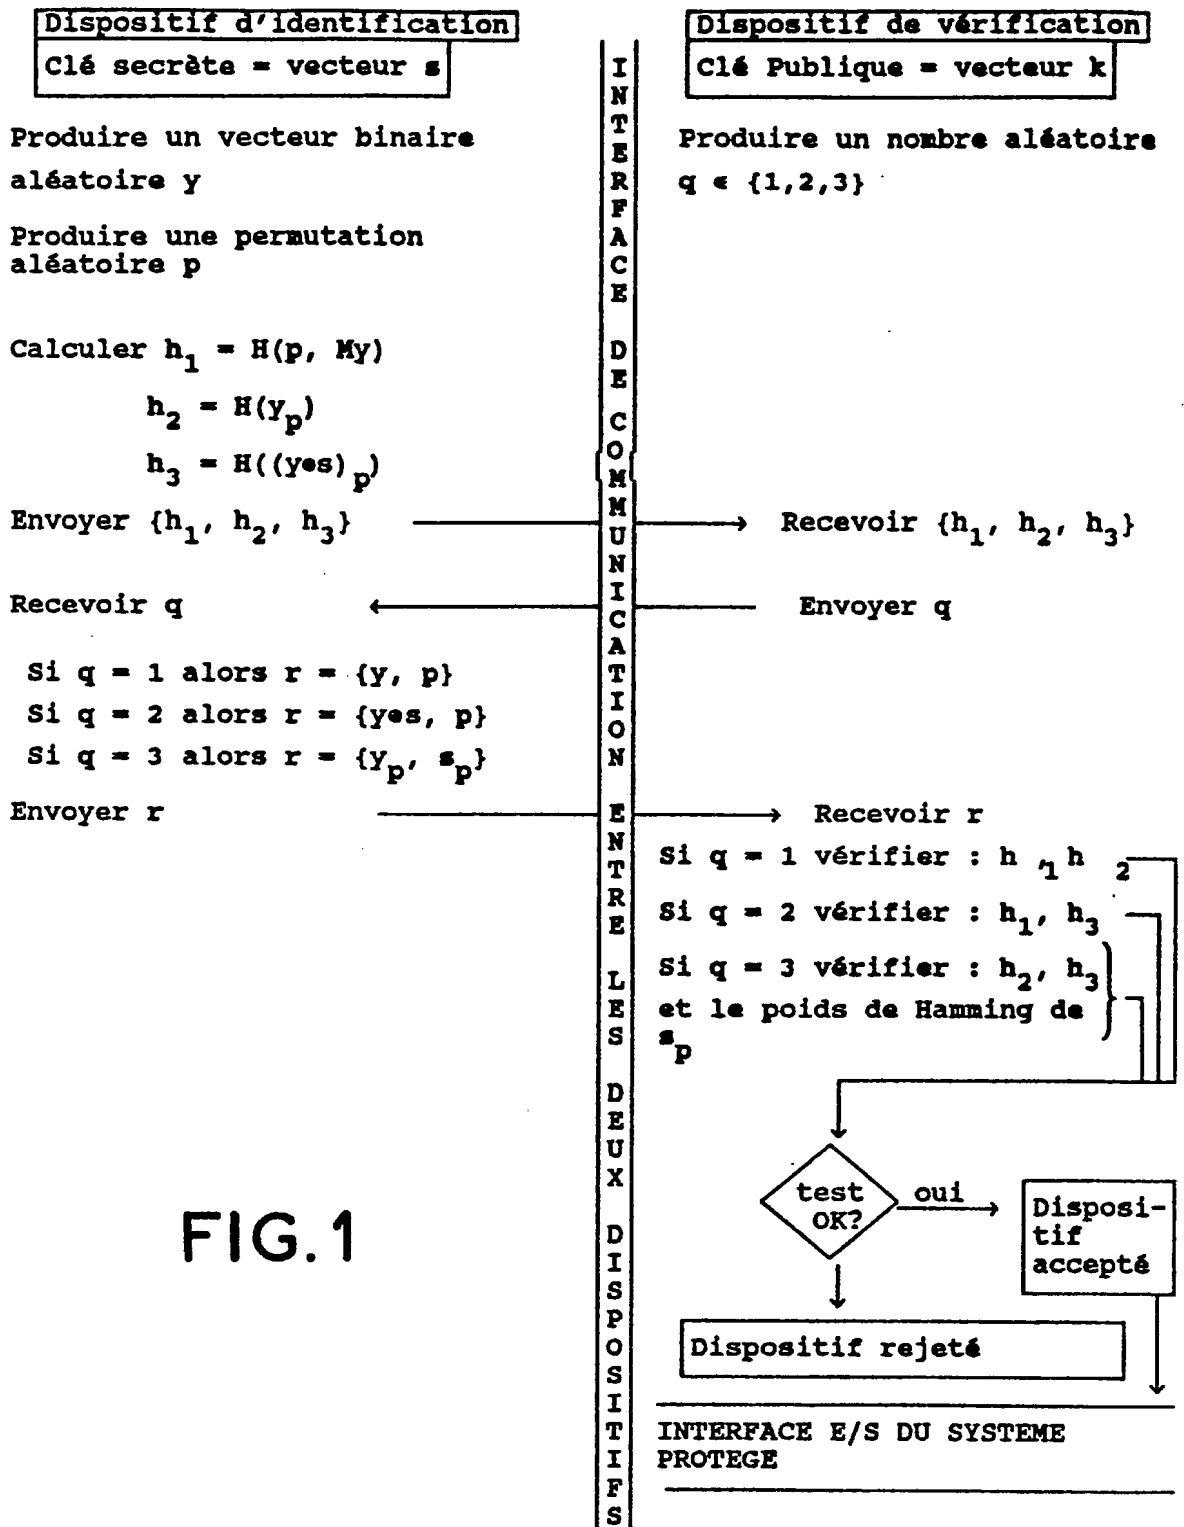 Dispositif d'identification
Clé secrète = vecteur s
Produire un vecteur binaire
aléatoire y
Produire une permutation
aléatoire p
Calculer h1 = H(p, My)
h2 = H(yp)
h3 = H((y⊕s)p)
Envoyer {h1, h2, h3}
Recevoir q
Si q = 1 alors r = {y, p}
Si q = 2 alors r = {y⊕s, p}
Si q = 3 alors r = {yp, sp}
Envoyer r
INTERFACE DE COMMUNICATION ENTRE LES DEUX DISPOSITIFS
Dispositif de vérification
Clé Publique = vecteur k
Produire un nombre aléatoire
q ∈ {1,2,3}
Recevoir {h1, h2, h3}
Envoyer q
Recevoir r
Si q = 1 vérifier : h ,1 h 2
Si q = 2 vérifier : h1, h3
Si q = 3 vérifier : h2, h3
et le poids de Hamming de
sp
test
OK?
oui
Disposi-
tif
accepté
Dispositif rejeté
INTERFACE E/S DU SYSTEME
PROTEGE
FIG.1